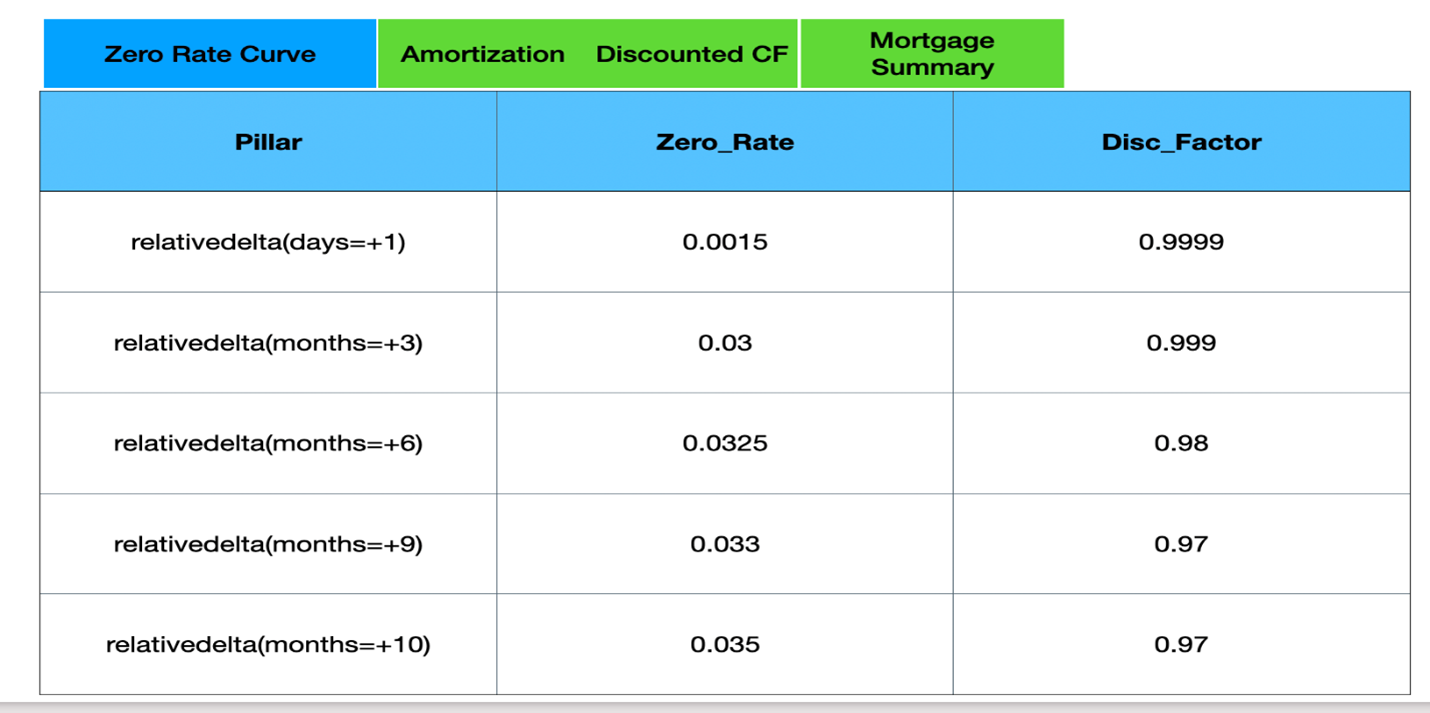 Zero Rate Curve Amortization Discounted CF Mortgage
Summary
Pillar Zero_Rate Disc_Factor
relativedelta(days=+1) 0.0015 0.9999
relativedelta(months=+3) 0.03 0.999
relativedelta(months=+6) 0.0325 0.98
relativedelta(months=+9) 0.033 0.97
relativedelta(months=+10) 0.035 0.97